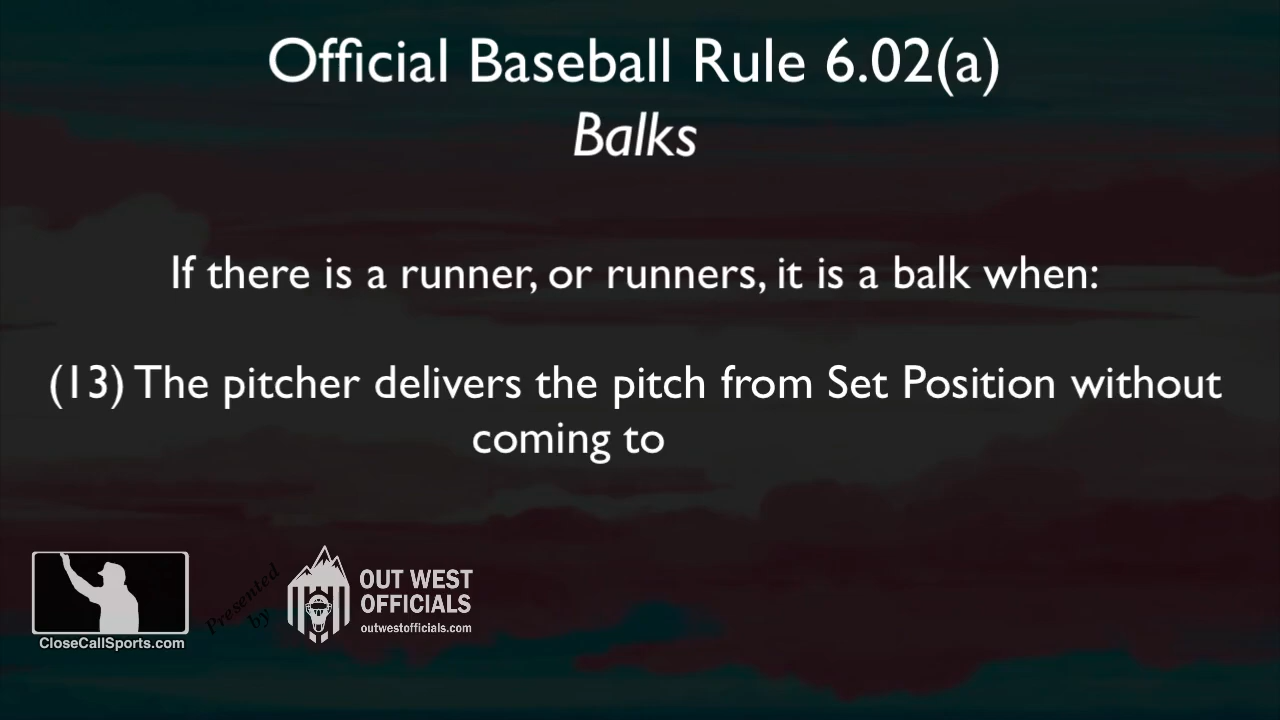 Official Baseball Rule 6.02(a)
Balks
If there is a runner, or runners, it is a balk when:
(13) The pitcher delivers the pitch from Set Position without
coming to
CloseCallSports.com
Presented
by
OUT WEST
OFFICIALS
outwestofficials.com